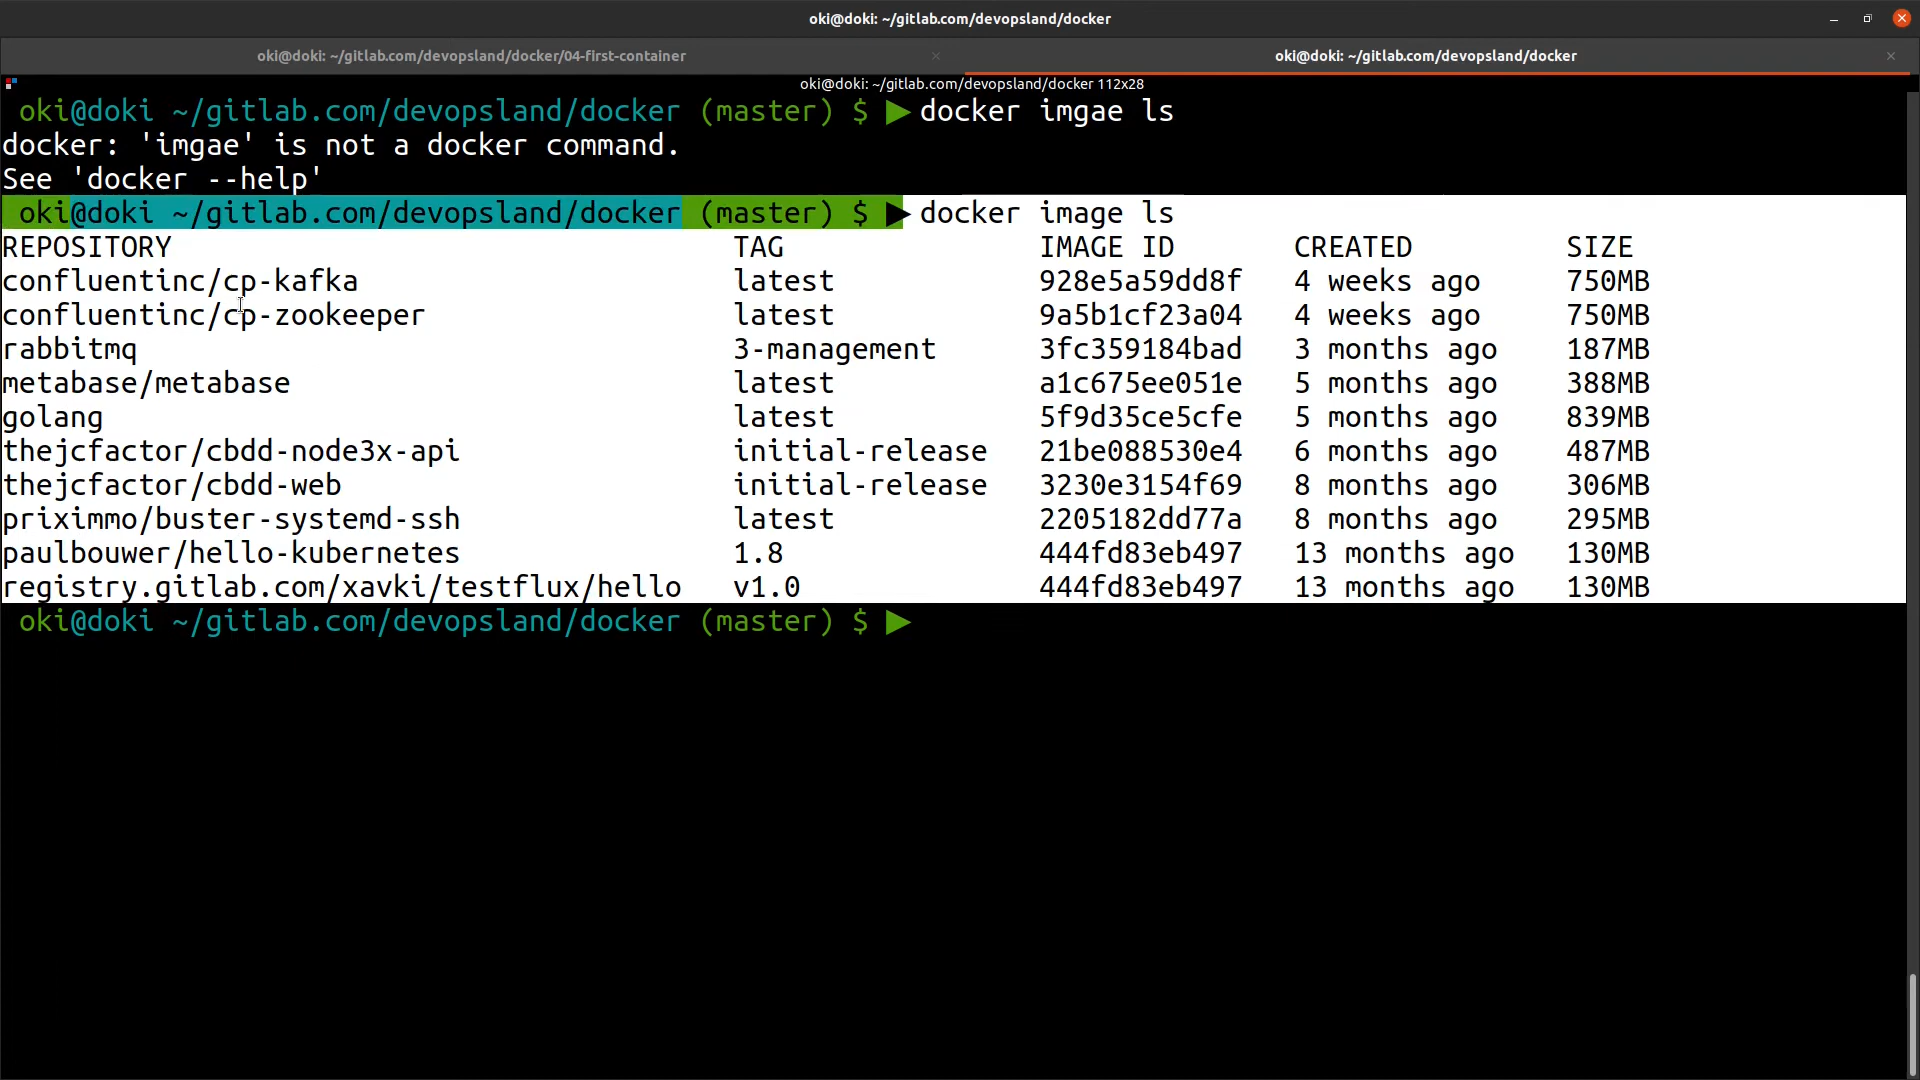 oki@doki: ~/gitlab.com/devopsland/docker
oki@doki: ~/gitlab.com/devopsland/docker/04-first-container
oki@doki: ~/gitlab.com/devopsland/docker
oki@doki: ~/gitlab.com/devopsland/docker 112x28
oki@doki ~/gitlab.com/devopsland/docker (master) $ ▶ docker imgae ls
docker: 'imgae' is not a docker command.
See 'docker --help'
oki@doki ~/gitlab.com/devopsland/docker (master) $ ▶ docker image ls
REPOSITORY TAG IMAGE ID CREATED SIZE
confluentinc/cp-kafka latest 928e5a59dd8f 4 weeks ago 750MB
confluentinc/cp-zookeeper latest 9a5b1cf23a04 4 weeks ago 750MB
rabbitmq 3-management 3fc359184bad 3 months ago 187MB
metabase/metabase latest a1c675ee051e 5 months ago 388MB
golang latest 5f9d35ce5cfe 5 months ago 839MB
thejcfactor/cbdd-node3x-api initial-release 21be088530e4 6 months ago 487MB
thejcfactor/cbdd-web initial-release 3230e3154f69 8 months ago 306MB
priximmo/buster-systemd-ssh latest 2205182dd77a 8 months ago 295MB
paulbouwer/hello-kubernetes 1.8 444fd83eb497 13 months ago 130MB
registry.gitlab.com/xavki/testflux/hello v1.0 444fd83eb497 13 months ago 130MB
oki@doki ~/gitlab.com/devopsland/docker (master) $ ▶